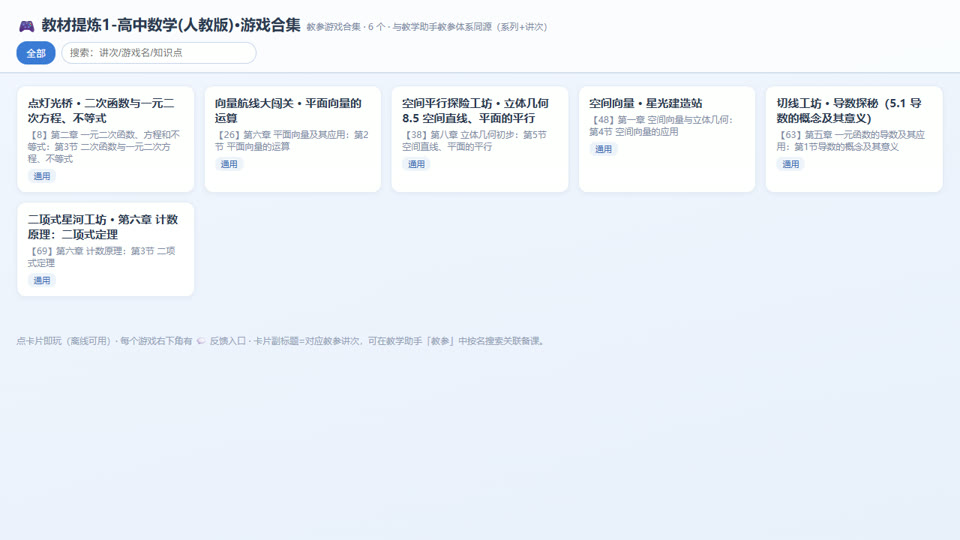 教材提炼1-高中数学(人教版)·游戏合集 教参游戏合集 · 6 个 · 与教学助手教参体系同源（系列+讲次）
全部 搜索：讲次/游戏名/知识点
点灯光桥 · 二次函数与一元二
次方程、不等式
【8】第二章 一元二次函数、方程和不
等式：第3节 二次函数与一元二次方
程、不等式
通用
向量航线大闯关 · 平面向量的
运算
【26】第六章 平面向量及其应用：第2
节 平面向量的运算
通用
空间平行探险工坊 · 立体几何
8.5 空间直线、平面的平行
【38】第八章 立体几何初步：第5节
空间直线、平面的平行
通用
空间向量 · 星光建造站
【48】第一章 空间向量与立体几何：
第4节 空间向量的应用
通用
切线工坊 · 导数探秘（5.1 导
数的概念及其意义）
【63】第五章 一元函数的导数及其应
用：第1节导数的概念及其意义
通用
二项式星河工坊 · 第六章 计数
原理：二项式定理
【69】第六章 计数原理：第3节 二项
式定理
通用
点卡片即玩（离线可用）· 每个游戏右下角有 反馈入口 · 卡片副标题=对应教参讲次，可在教学助手「教参」中按名搜索关联备课。